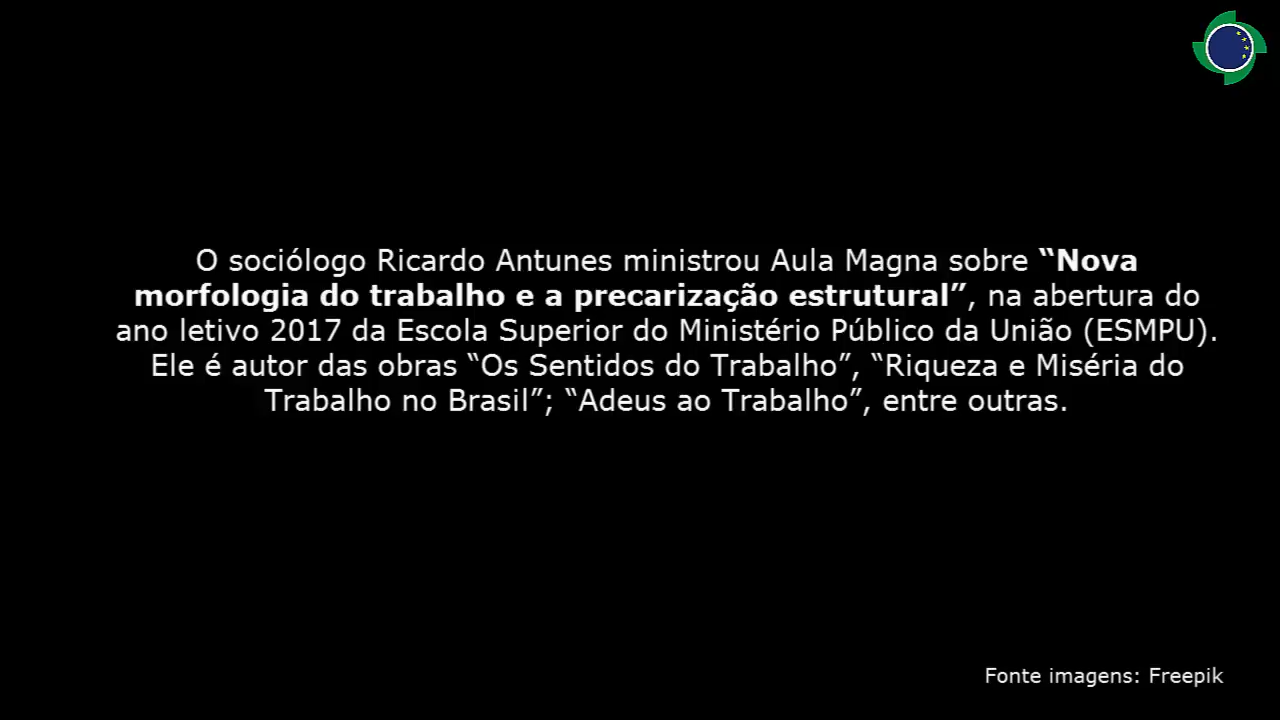 O sociólogo Ricardo Antunes ministrou Aula Magna sobre “Nova
morfologia do trabalho e a precarização estrutural”, na abertura do
ano letivo 2017 da Escola Superior do Ministério Público da União (ESMPU).
Ele é autor das obras “Os Sentidos do Trabalho”, “Riqueza e Miséria do
Trabalho no Brasil”; “Adeus ao Trabalho”, entre outras.
Fonte imagens: Freepik